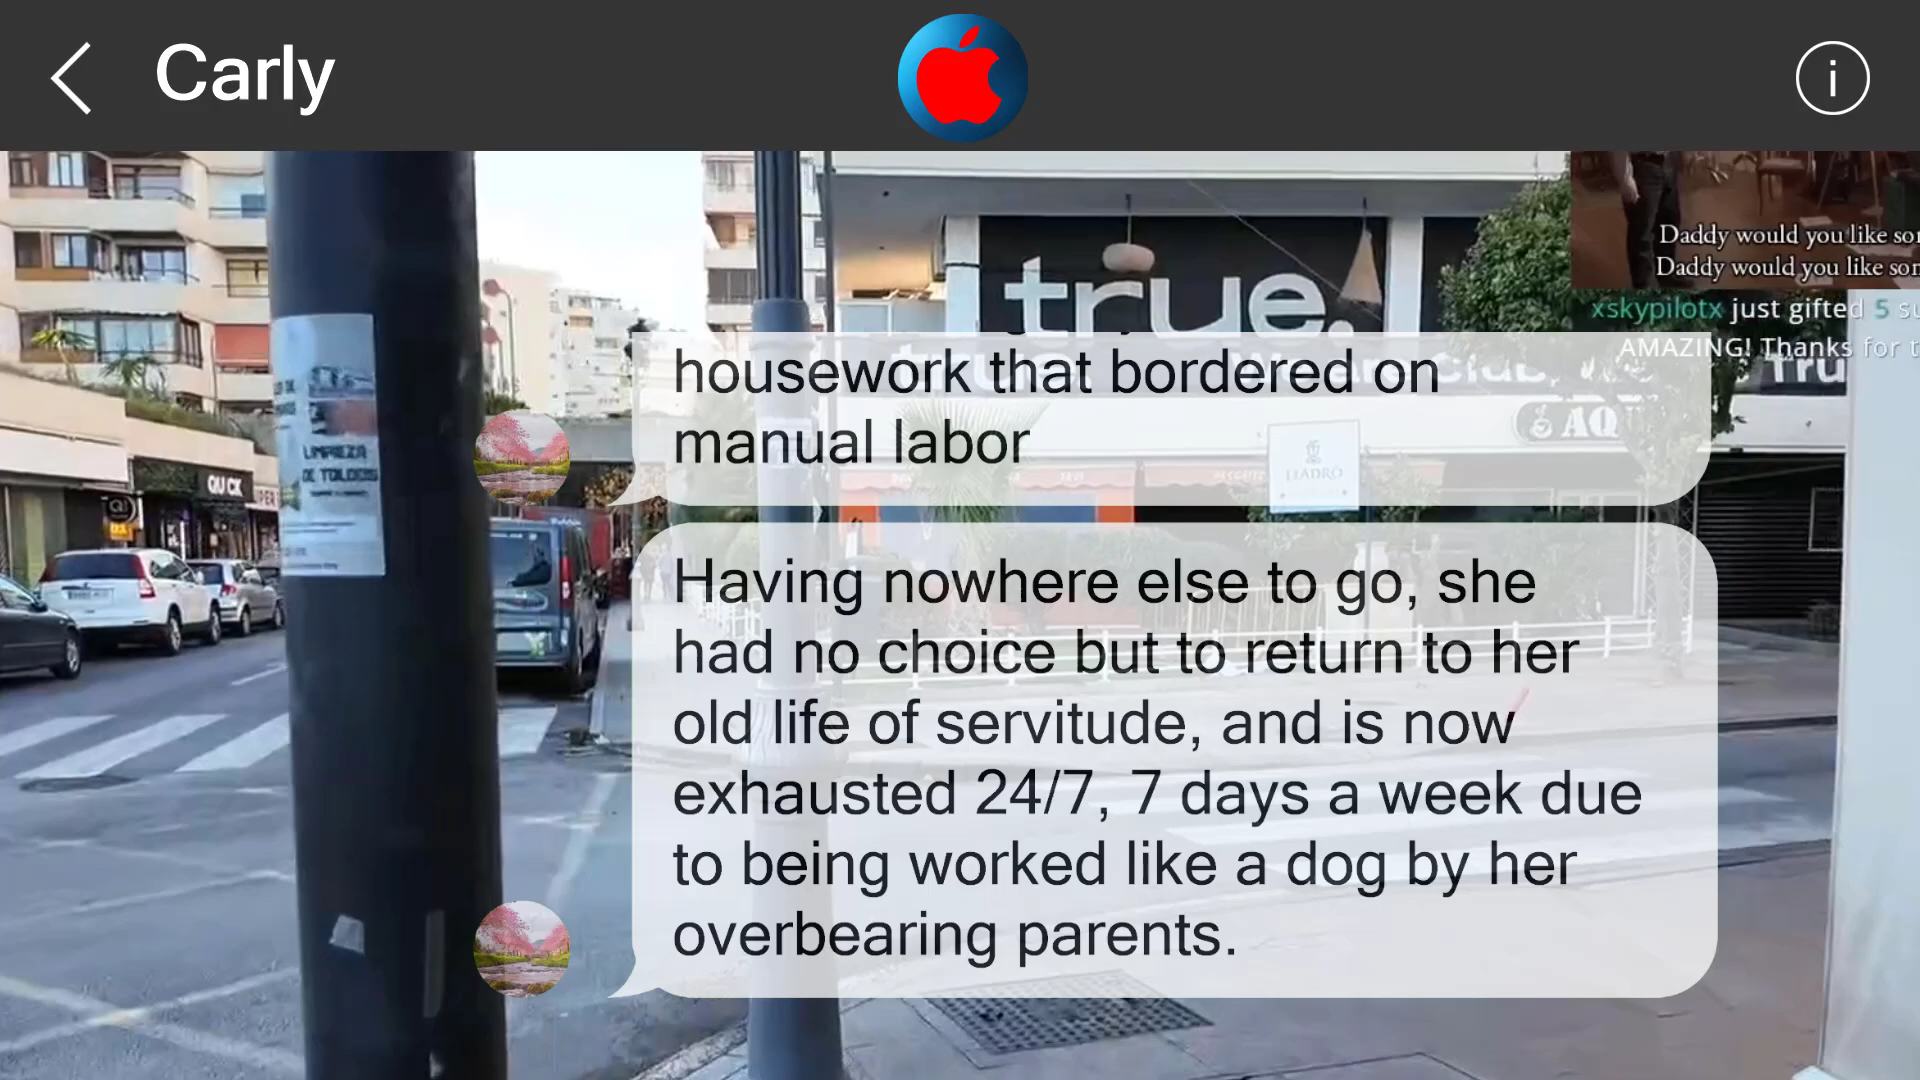 Carly
i
true.
Daddy would you like
Daddy would you like
xskypilotx just gifted 5
AMAZING! Thanks for
housework that bordered on
manual labor
AQ
LLADRÓ
LIMPIEZA
DE TOLDOS
QUICK
Having nowhere else to go, she
had no choice but to return to her
old life of servitude, and is now
exhausted 24/7, 7 days a week due
to being worked like a dog by her
overbearing parents.